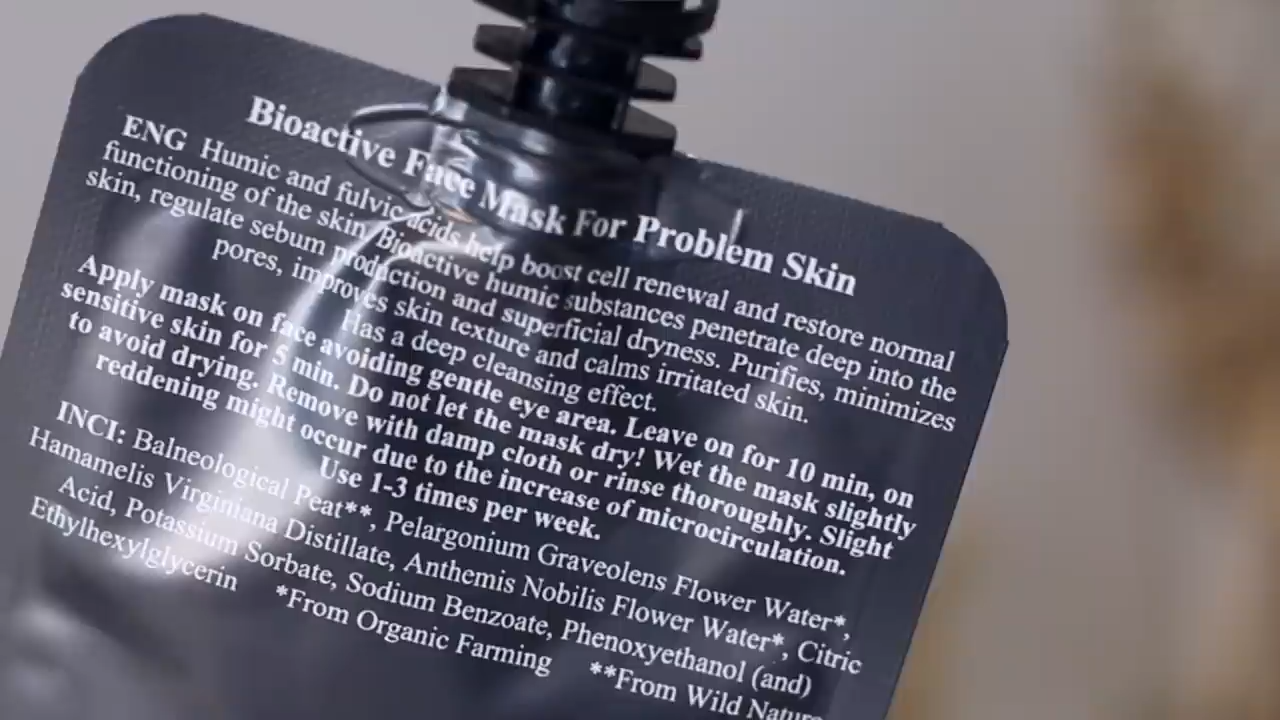 Bioactive Face Mask For Problem Skin
ENG Humic and fulvic acids help boost cell renewal and restore normal
functioning of the skin. Bioactive humic substances penetrate deep into the
skin, regulate sebum production and superficial dryness. Purifies, minimizes
pores, improves skin texture and calms irritated skin.
Has a deep cleansing effect.
Apply mask on face avoiding gentle eye area. Leave on for 10 min, on
sensitive skin for 5 min. Do not let the mask dry! Wet the mask slightly
to avoid drying. Remove with damp cloth or rinse thoroughly. Slight
reddening might occur due to the increase of microcirculation.
Use 1-3 times per week.
INCI: Balneological Peat**, Pelargonium Graveolens Flower Water*,
Hamamelis Virginiana Distillate, Anthemis Nobilis Flower Water*, Citric
Acid, Potassium Sorbate, Sodium Benzoate, Phenoxyethanol (and)
Ethylhexylglycerin *From Organic Farming **From Wild Nature